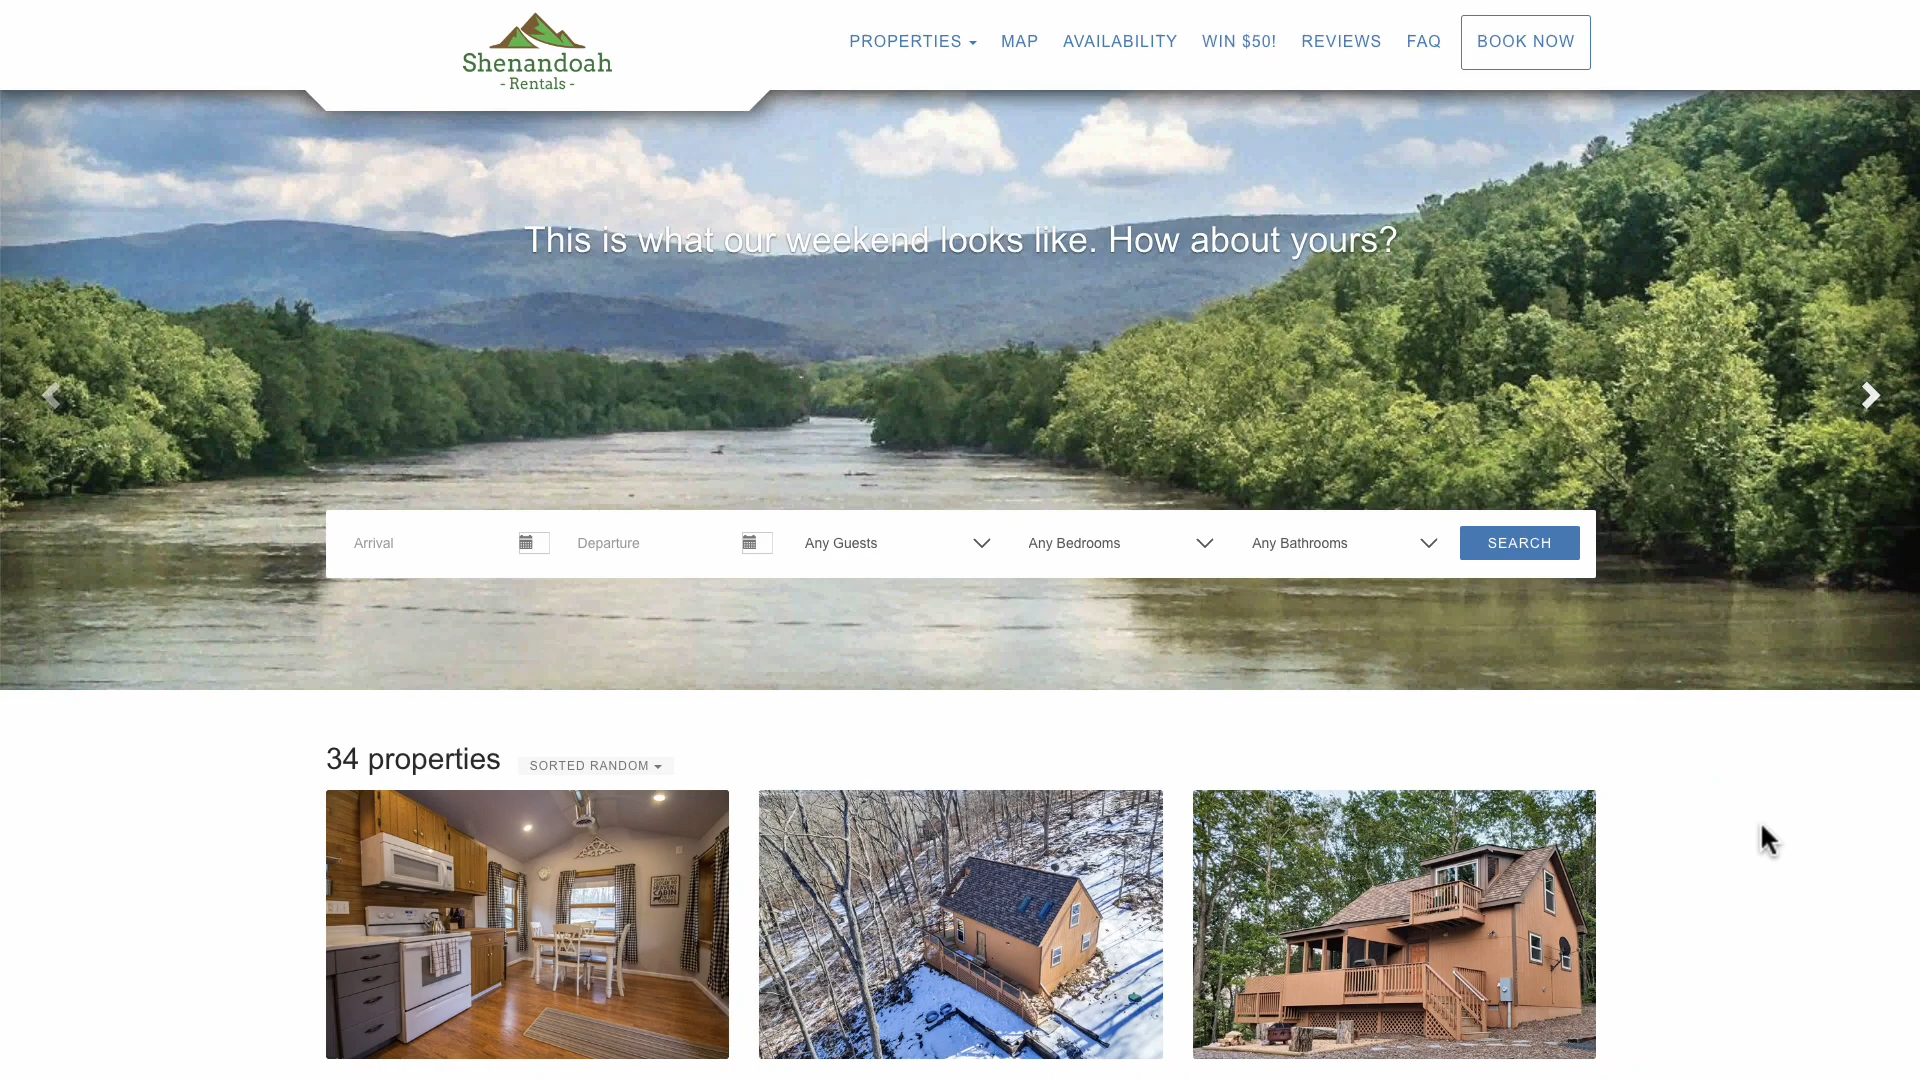 Shenandoah
- Rentals -
PROPERTIES
MAP
AVAILABILITY
WIN $50!
REVIEWS
FAQ
BOOK NOW
This is what our weekend looks like. How about yours?
Arrival
Departure
Any Guests
Any Bedrooms
Any Bathrooms
SEARCH
34 properties
SORTED RANDOM
CABIN